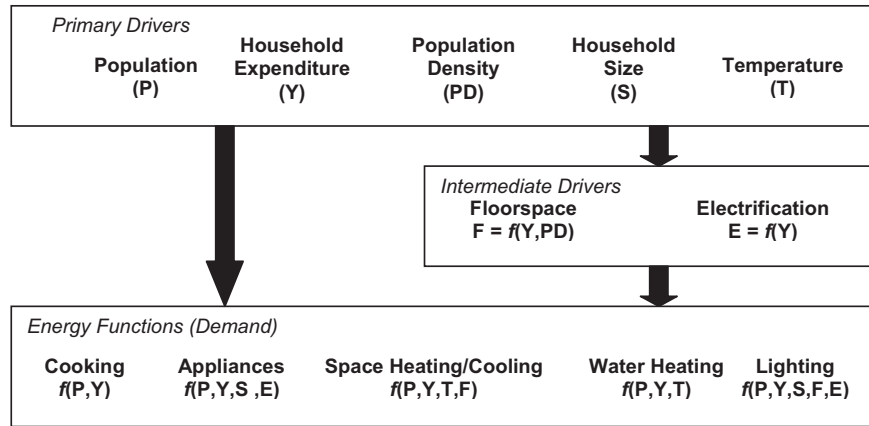 Primary Drivers
Population
(P)
Household
Expenditure
(Y)
Population
Density
(PD)
Household
Size
(S)
Temperature
(T)
Intermediate Drivers
Floorspace
F = f(Y,PD)
Electrification
E = f(Y)
Energy Functions (Demand)
Cooking
f(P,Y)
Appliances
f(P,Y,S ,E)
Space Heating/Cooling
f(P,Y,T,F)
Water Heating
f(P,Y,T)
Lighting
f(P,Y,S,F,E)